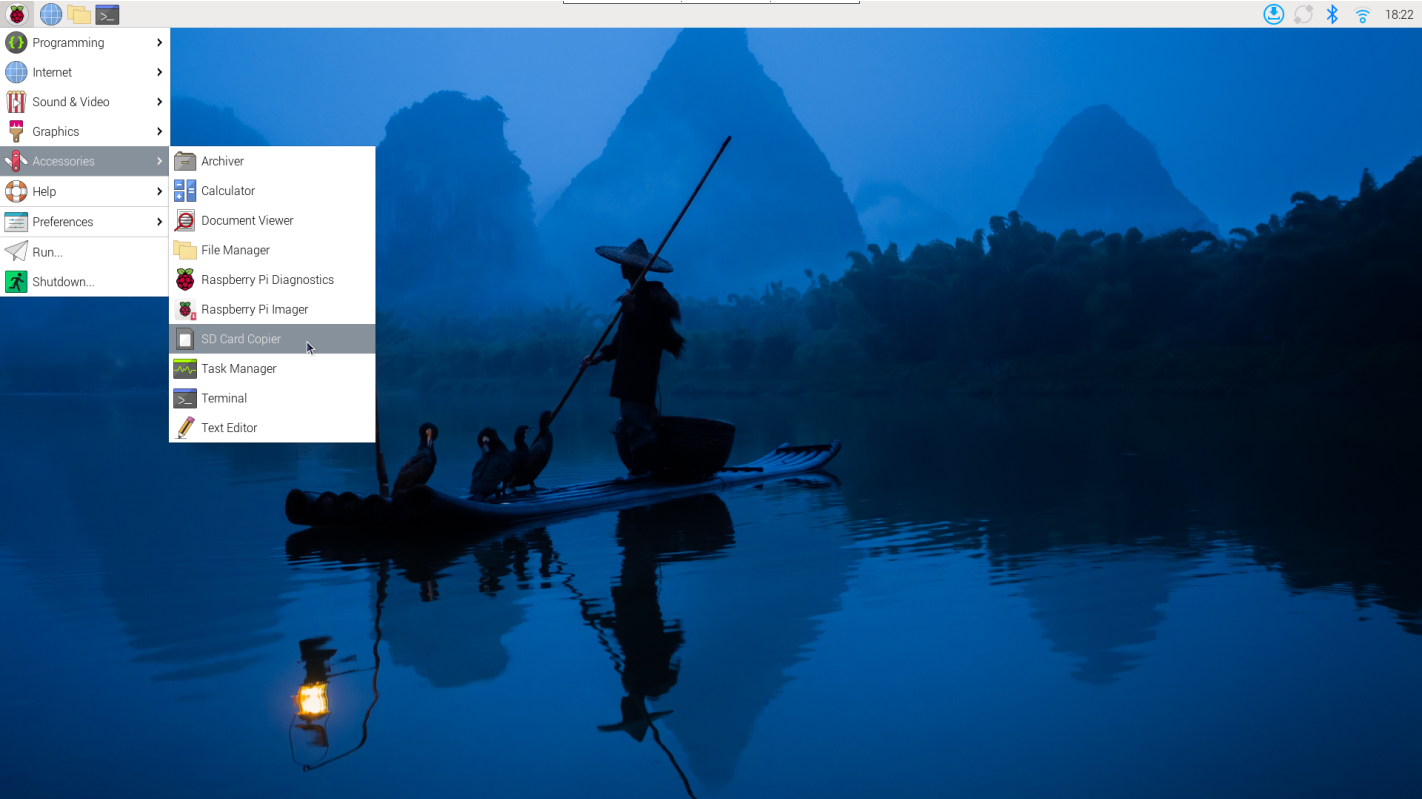 18:22
Programming
Internet
Sound & Video
Graphics
Accessories
Help
Preferences
Run...
Shutdown...
Archiver
Calculator
Document Viewer
File Manager
Raspberry Pi Diagnostics
Raspberry Pi Imager
SD Card Copier
Task Manager
Terminal
Text Editor